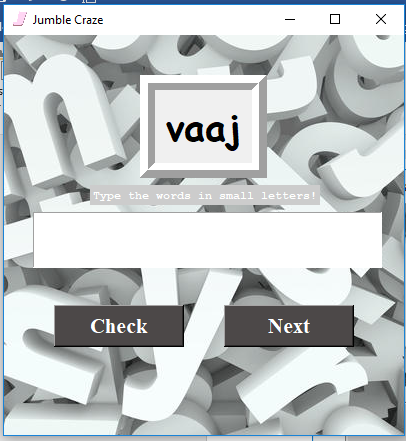 Jumble Craze
vaaj
Type the words in small letters!
Check
Next